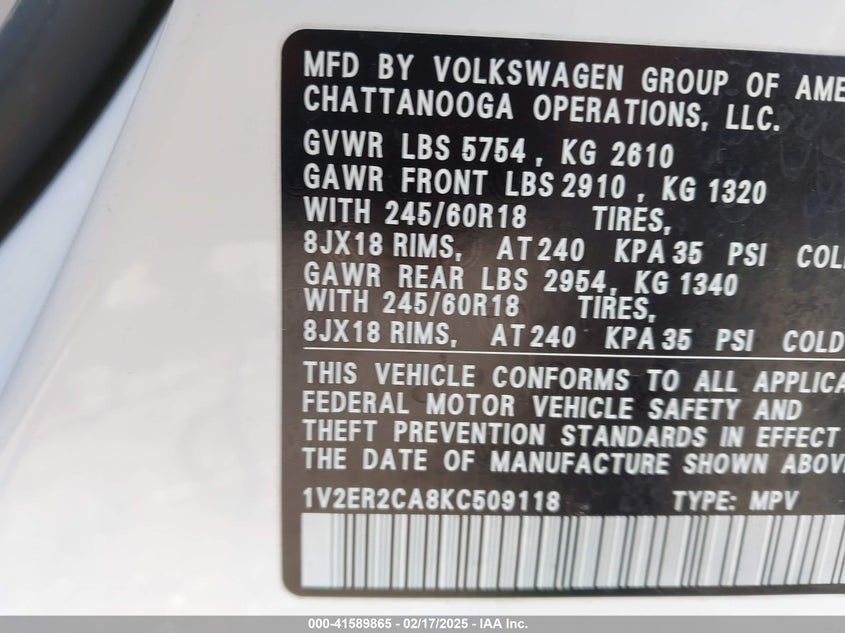 MFD BY VOLKSWAGEN GROUP OF AME
CHATTANOOGA OPERATIONS, LLC.
GVWR LBS 5754, KG 2610
GAWR FRONT LBS 2910, KG 1320
WITH 245/60R18 TIRES,
8JX18 RIMS, AT 240 KPA 35 PSI COL
GAWR REAR LBS 2954, KG 1340
WITH 245/60R18 TIRES,
8JX18 RIMS, AT 240 KPA 35 PSI COLD
THIS VEHICLE CONFORMS TO ALL APPLICA
FEDERAL MOTOR VEHICLE SAFETY AND
THEFT PREVENTION STANDARDS IN EFFECT
THE DATE OF MANUFACTURE SHOWN ABOV
1V2ER2CA8KC509118 TYPE: MPV
000-41589865 - 02/17/2025 - IAA Inc.